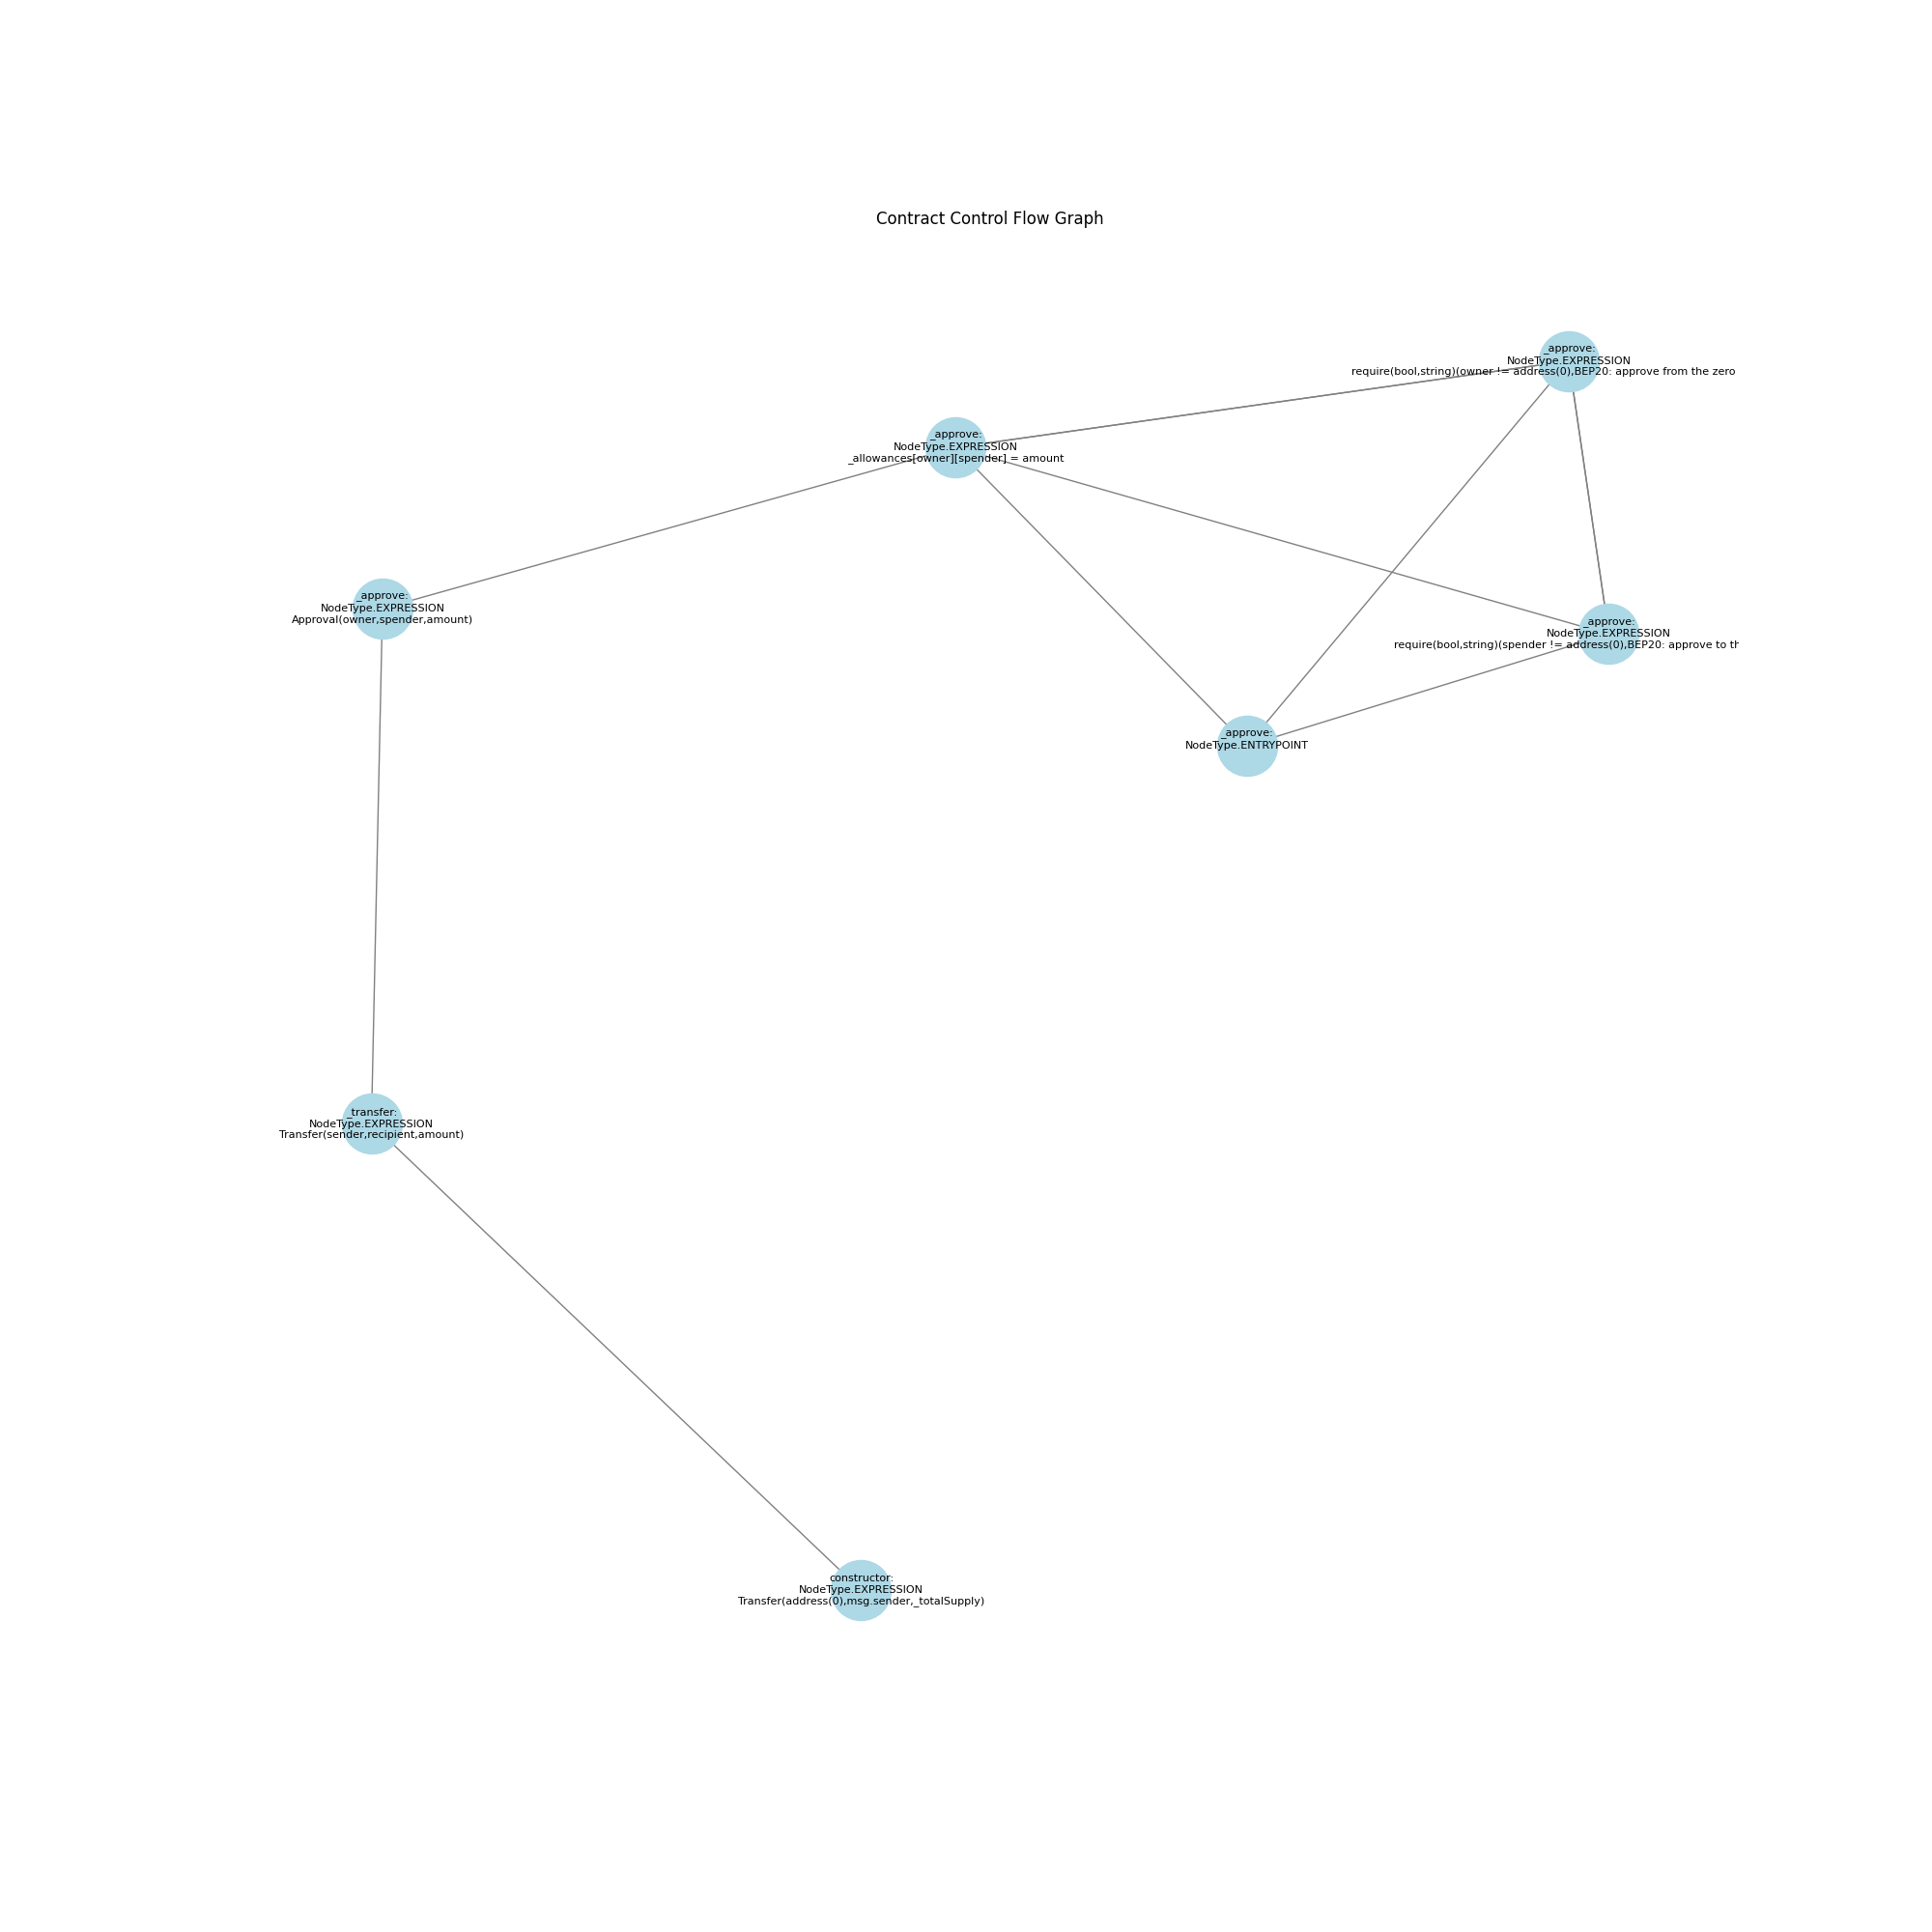 Contract Control Flow Graph
_approve:
NodeType.EXPRESSION
require(bool,string)(owner != address(0),BEP20: approve from the zero
_approve:
NodeType.EXPRESSION
_allowances[owner][spender] = amount
_approve:
NodeType.EXPRESSION
Approval(owner,spender,amount)
_approve:
NodeType.EXPRESSION
require(bool,string)(spender != address(0),BEP20: approve to th
_approve:
NodeType.ENTRYPOINT
_transfer:
NodeType.EXPRESSION
Transfer(sender,recipient,amount)
constructor:
NodeType.EXPRESSION
Transfer(address(0),msg.sender,_totalSupply)